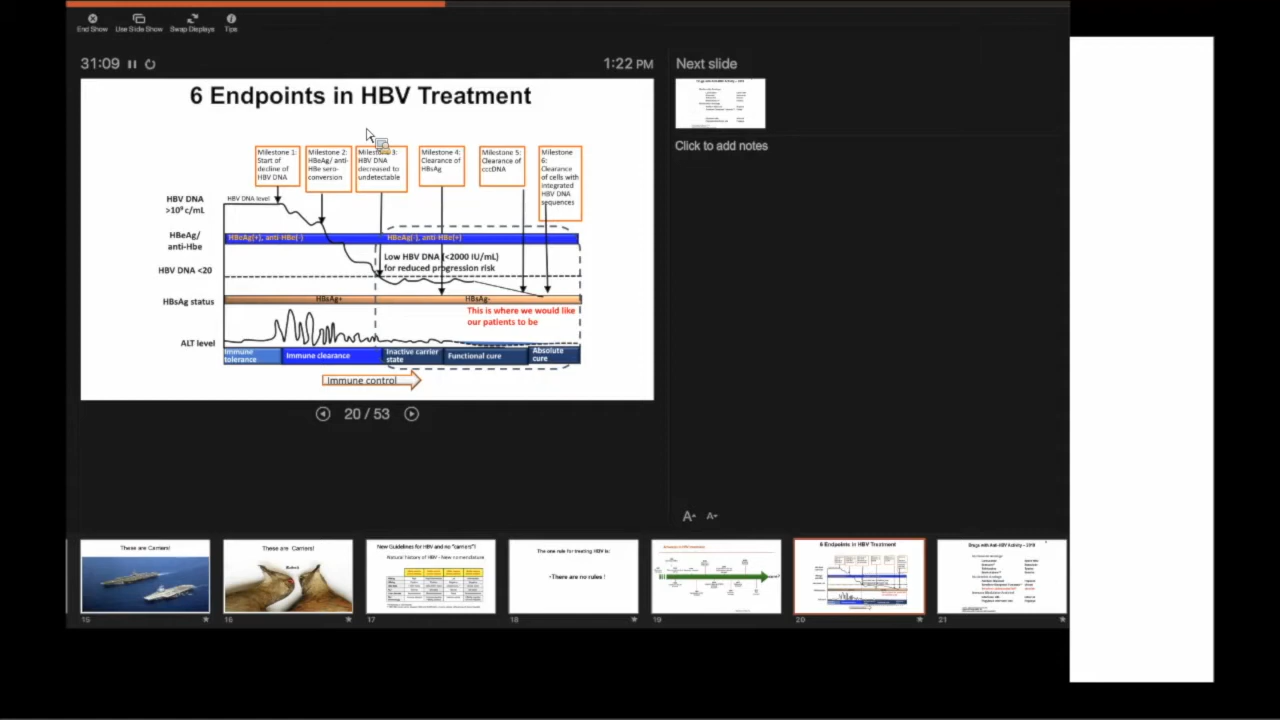 End Show
Use Slide Show
Swap Displays
Tips
31:09
1:22 PM
Next slide
Click to add notes
6 Endpoints in HBV Treatment
Milestone 1:
Start of
decline of
HBV DNA
Milestone 2:
HBeAg/ anti-
HBe sero-
conversion
Milestone 3:
HBV DNA
decreased to
undetectable
Milestone 4:
Clearance of
HBsAg
Milestone 5:
Clearance of
cccDNA
Milestone
6:
Clearance
of cells with
integrated
HBV DNA
sequences
HBV DNA
>10⁹ c/mL
HBV DNA level
HBeAg/
anti-Hbe
HBeAg(+), anti-HBe(-)
HBeAg(-), anti-HBe(+)
Low HBV DNA (<2000 IU/mL)
for reduced progression risk
HBV DNA <20
HBsAg status
HBsAg+
HBsAg-
This is where we would like
our patients to be
ALT level
Immune
tolerance
Immune clearance
Inactive carrier
state
Functional cure
Absolute
cure
Immune control
20 / 53
A
A
These are Carriers!
These are Carriers!
New Guidelines for HBV and no "carriers"!
Natural history of HBV - New nomenclature
The one rule for treating HBV is:
•There are no rules !
6 Endpoints in HBV Treatment
Drugs with Anti-HBV Activity – 2018
15
16
17
18
19
20
21